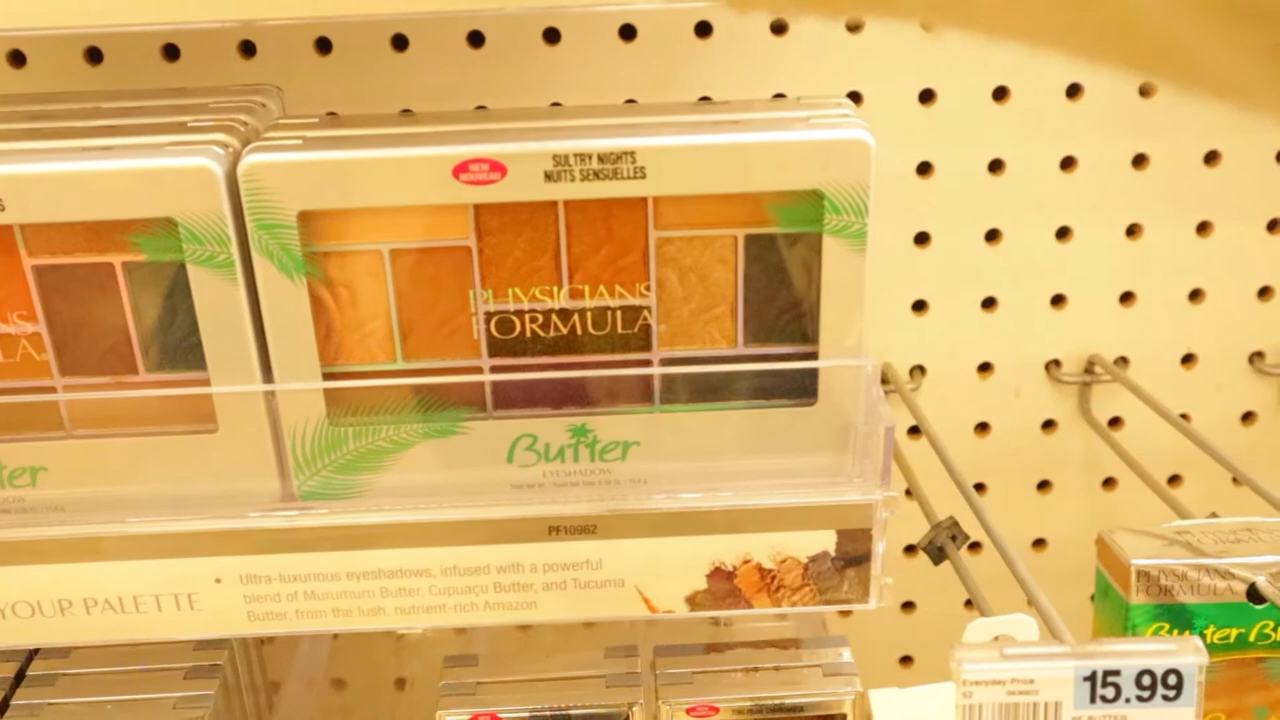 NEW
NOUVEAU
SULTRY NIGHTS
NUITS SENSUELLES
PHYSICIANS
FORMULA
Butter
EYESHADOW
PF10962
YOUR PALETTE
• Ultra-luxurious eyeshadows, infused with a powerful
blend of Murumuru Butter, Cupuaçu Butter, and Tucuma
Butter, from the lush, nutrient-rich Amazon
PHYSICIANS
FORMULA
Butter B
Everyday Price
52
15.99